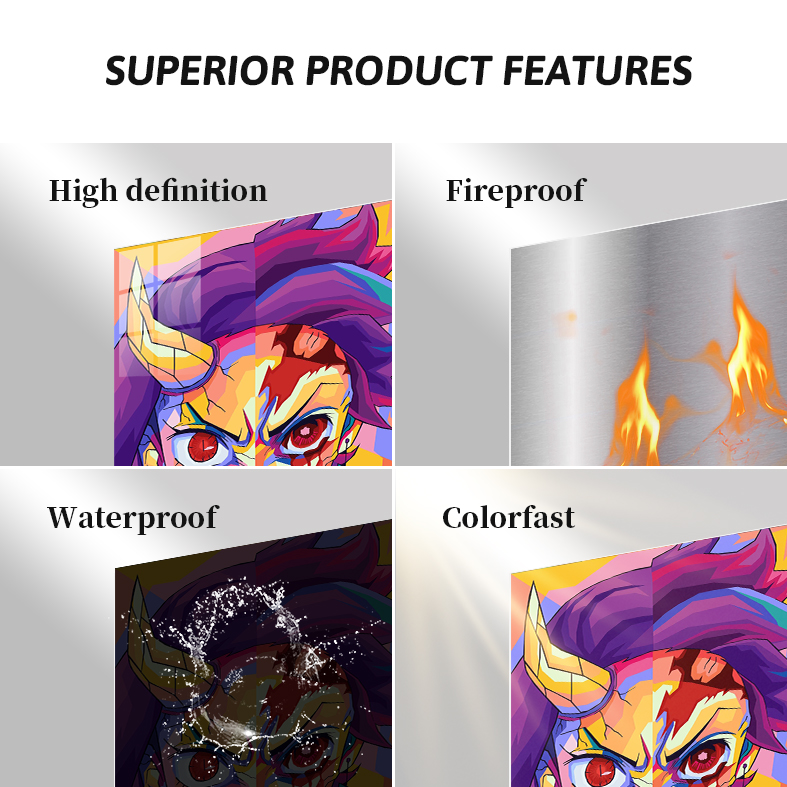 SUPERIOR PRODUCT FEATURES
High definition
Fireproof
Waterproof
Colorfast